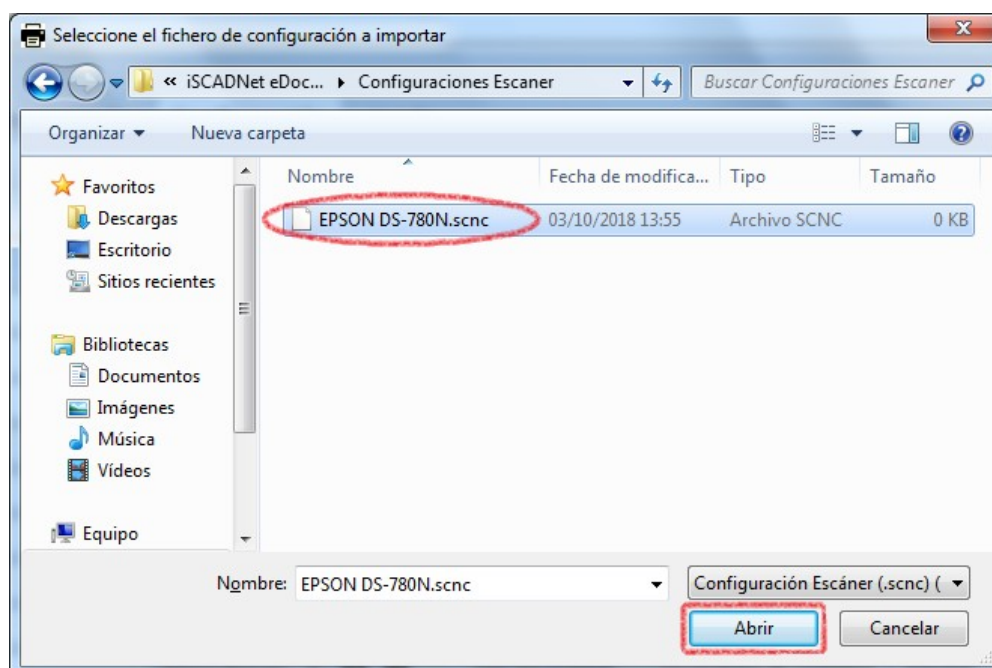 Seleccione el fichero de configuración a importar
« iSCADNet eDoc... Configuraciones Escaner Buscar Configuraciones Escaner
Organizar Nueva carpeta
Nombre Fecha de modifica... Tipo Tamaño
EPSON DS-780N.scnc 03/10/2018 13:55 Archivo SCNC 0 KB
Favoritos
Descargas
Escritorio
Sitios recientes
Bibliotecas
Documentos
Imágenes
Música
Vídeos
Equipo
Nombre: EPSON DS-780N.scnc Configuración Escáner (.scnc) (
Abrir Cancelar